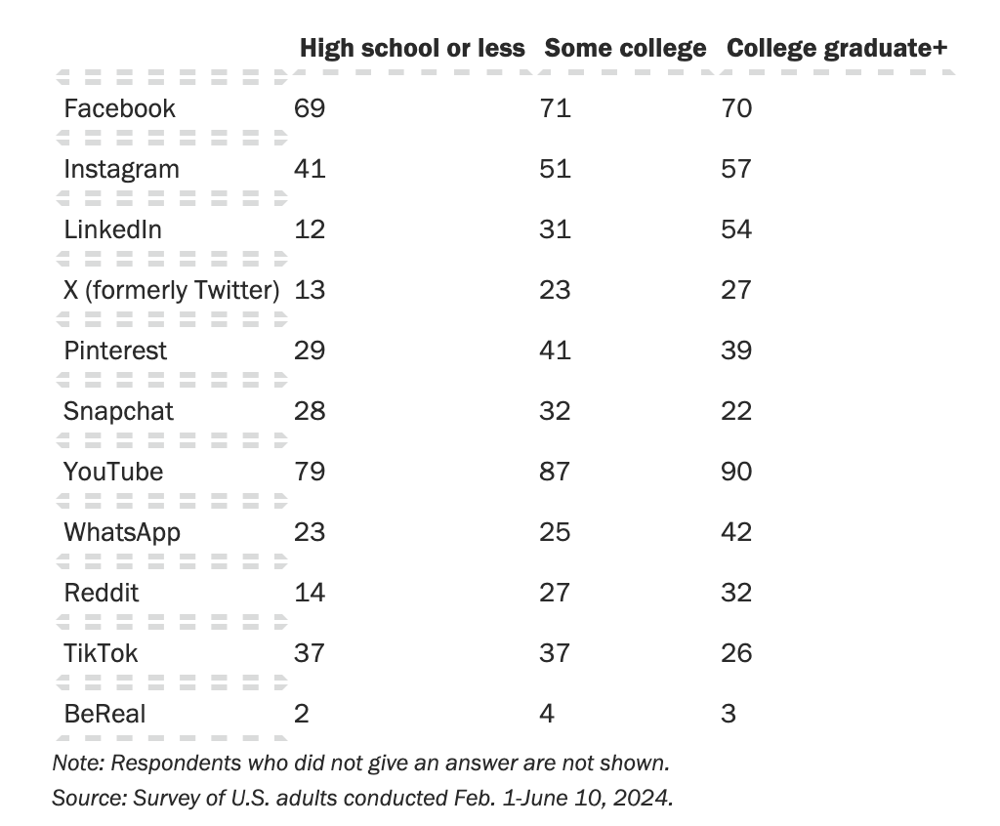 High school or less Some college College graduate+
Facebook 69 71 70
Instagram 41 51 57
LinkedIn 12 31 54
X (formerly Twitter) 13 23 27
Pinterest 29 41 39
Snapchat 28 32 22
YouTube 79 87 90
WhatsApp 23 25 42
Reddit 14 27 32
TikTok 37 37 26
BeReal 2 4 3
Note: Respondents who did not give an answer are not shown.
Source: Survey of U.S. adults conducted Feb. 1-June 10, 2024.